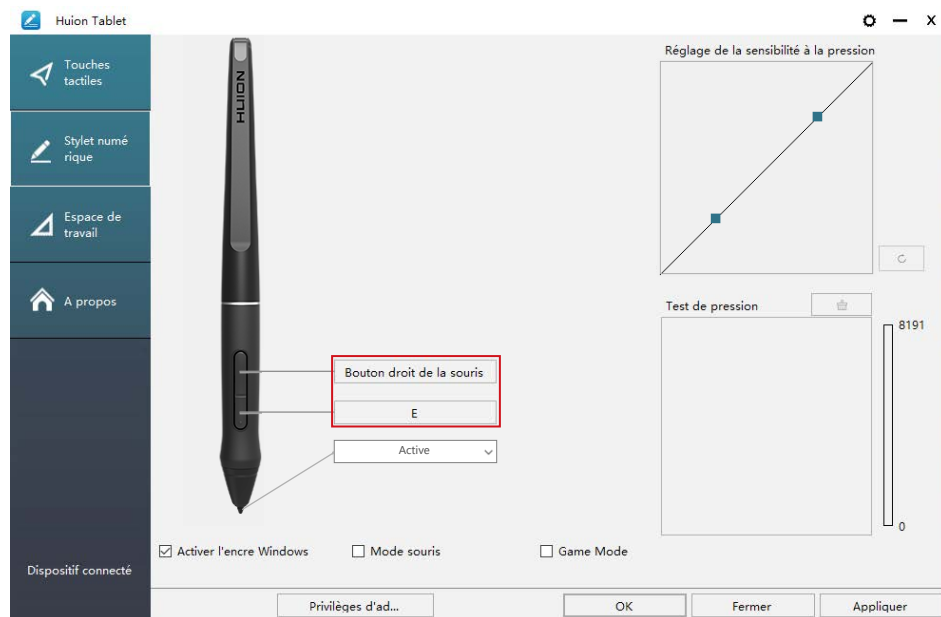 Huion Tablet
X
Touches
tactiles
Stylet numé
rique
Espace de
travail
A propos
Dispositif connecté
HUION
Bouton droit de la souris
E
Active
Réglage de la sensibilité à la pression
Test de pression
8191
0
Activer l'encre Windows
Mode souris
Game Mode
Privilèges d'ad...
OK
Fermer
Appliquer